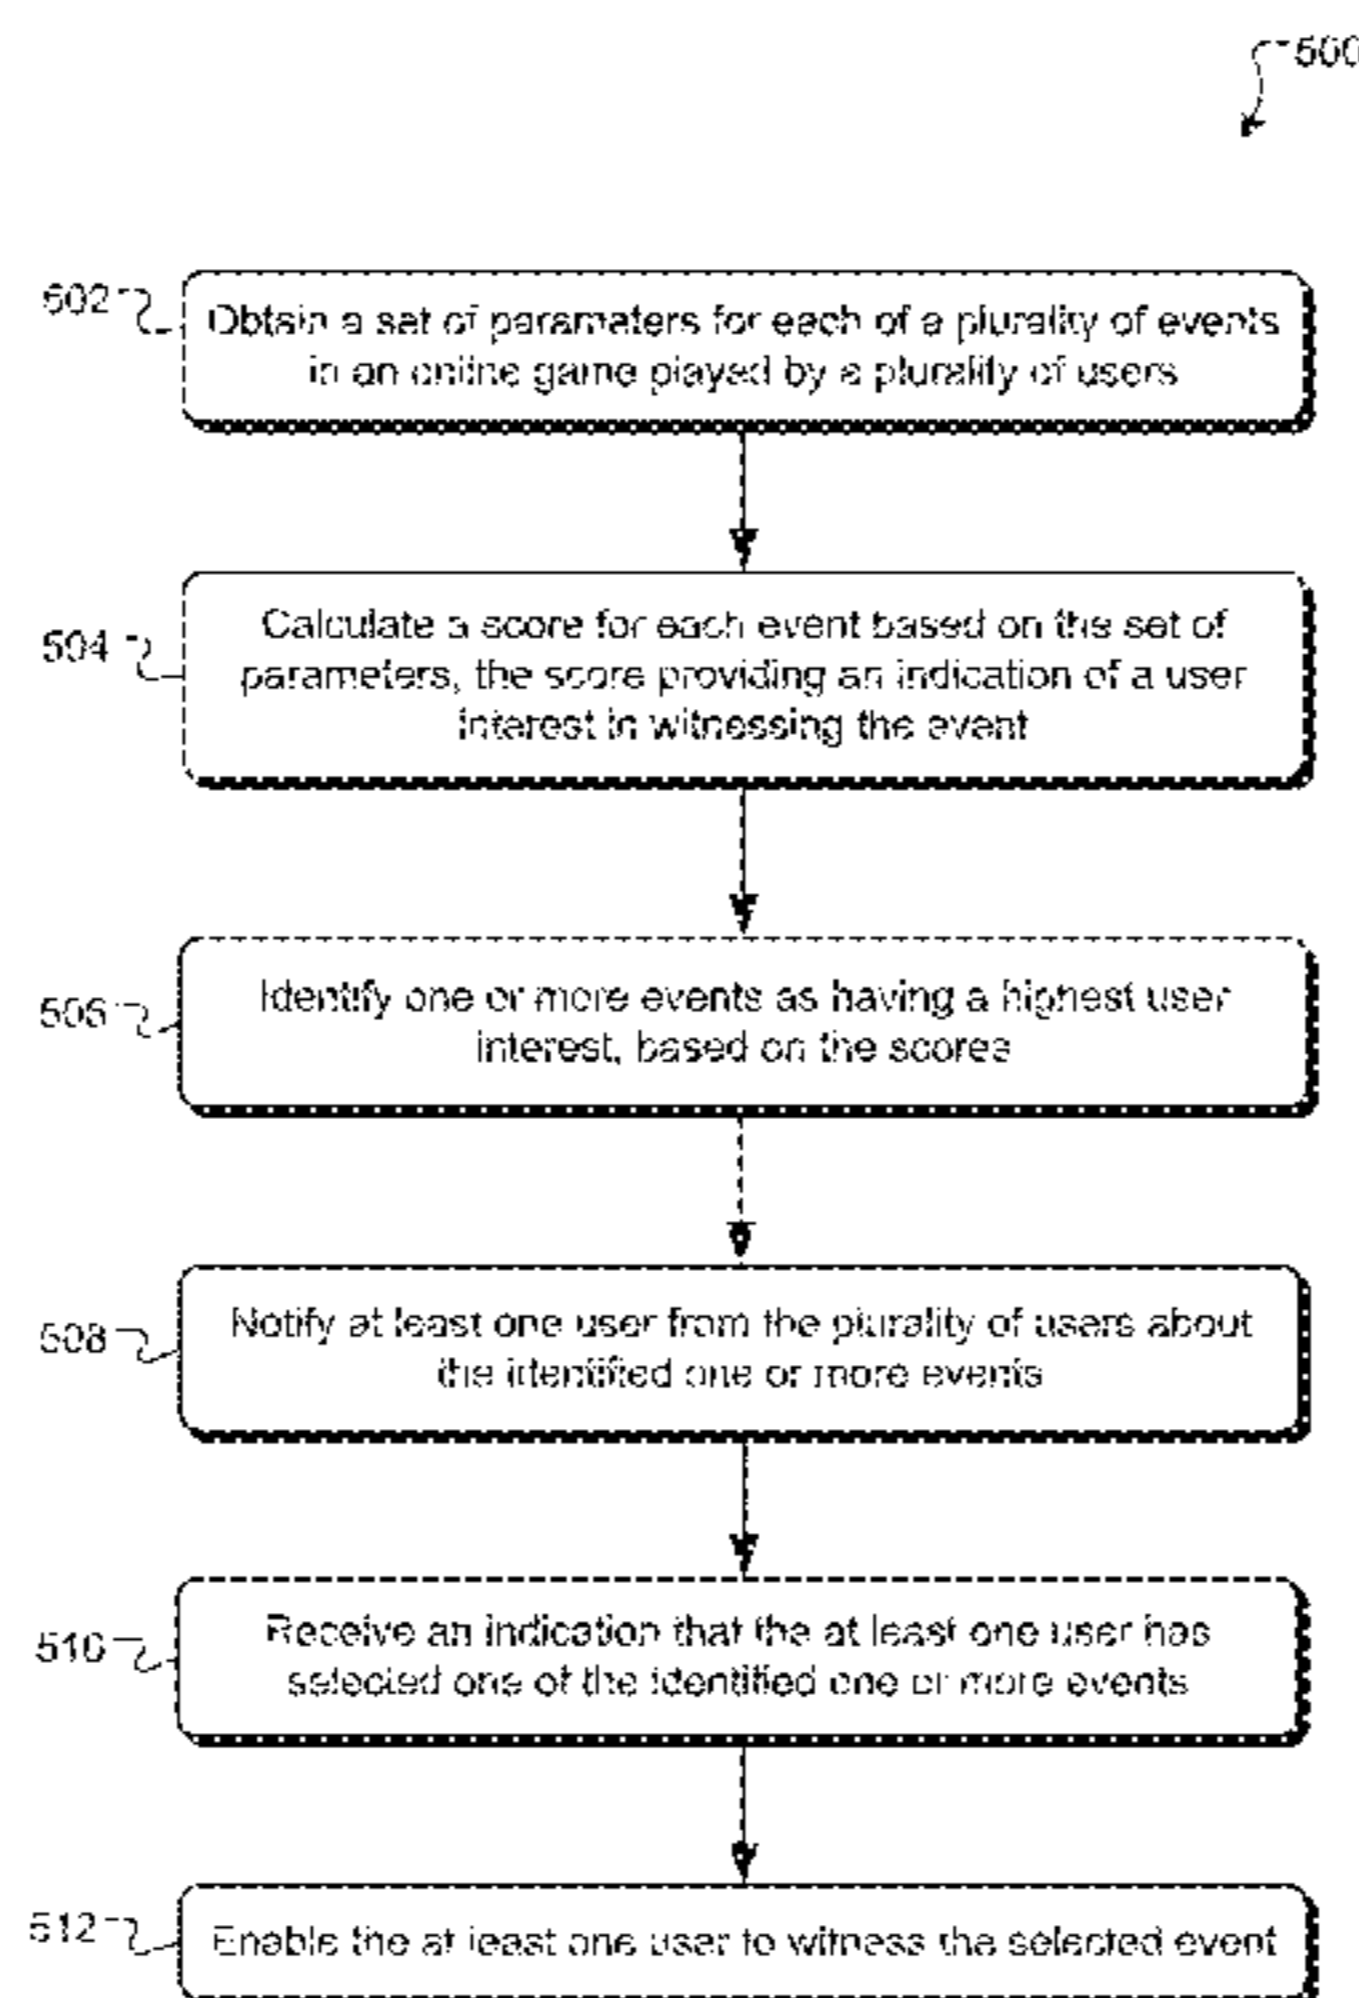 500
502
Obtain a set of parameters for each of a plurality of events
in an online game played by a plurality of users
504
Calculate a score for each event based on the set of
parameters, the score providing an indication of a user
interest in witnessing the event
506
Identify one or more events as having a highest user
interest, based on the scores
508
Notify at least one user from the plurality of users about
the identified one or more events
510
Receive an indication that the at least one user has
selected one of the identified one or more events
512
Enable the at least one user to witness the selected event